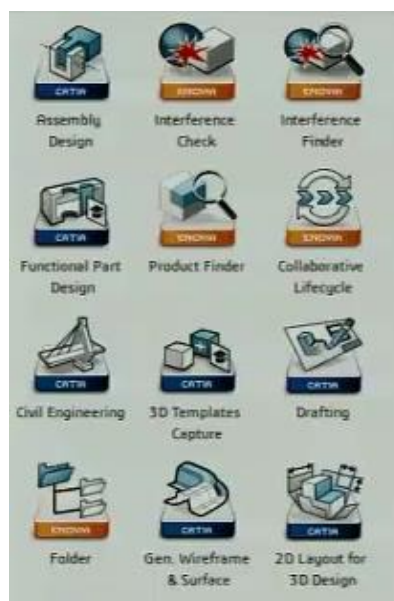 CATIA
ENOVIA
ENOVIA
Assembly
Design
Interference
Check
Interference
Finder
CATIA
ENOVIA
ENOVIA
Functional Part
Design
Product Finder
Collaborative
Lifecycle
CATIA
CATIA
CATIA
Civil Engineering
3D Templates
Capture
Drafting
ENOVIA
CATIA
CATIA
Folder
Gen. Wireframe
& Surface
2D Layout for
3D Design